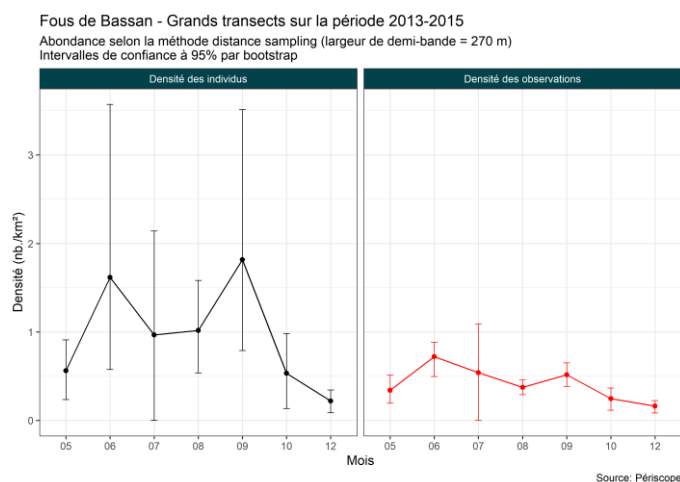 Fous de Bassan - Grands transects sur la période 2013-2015
Abondance selon la méthode distance sampling (largeur de demi-bande = 270 m)
Intervalles de confiance à 95% par bootstrap
Densité des individus
Densité des observations
Densité (nb./km²)
3
2
1
0
05 06 07 08 09 10 12
05 06 07 08 09 10 12
Mois
Source: Périscope